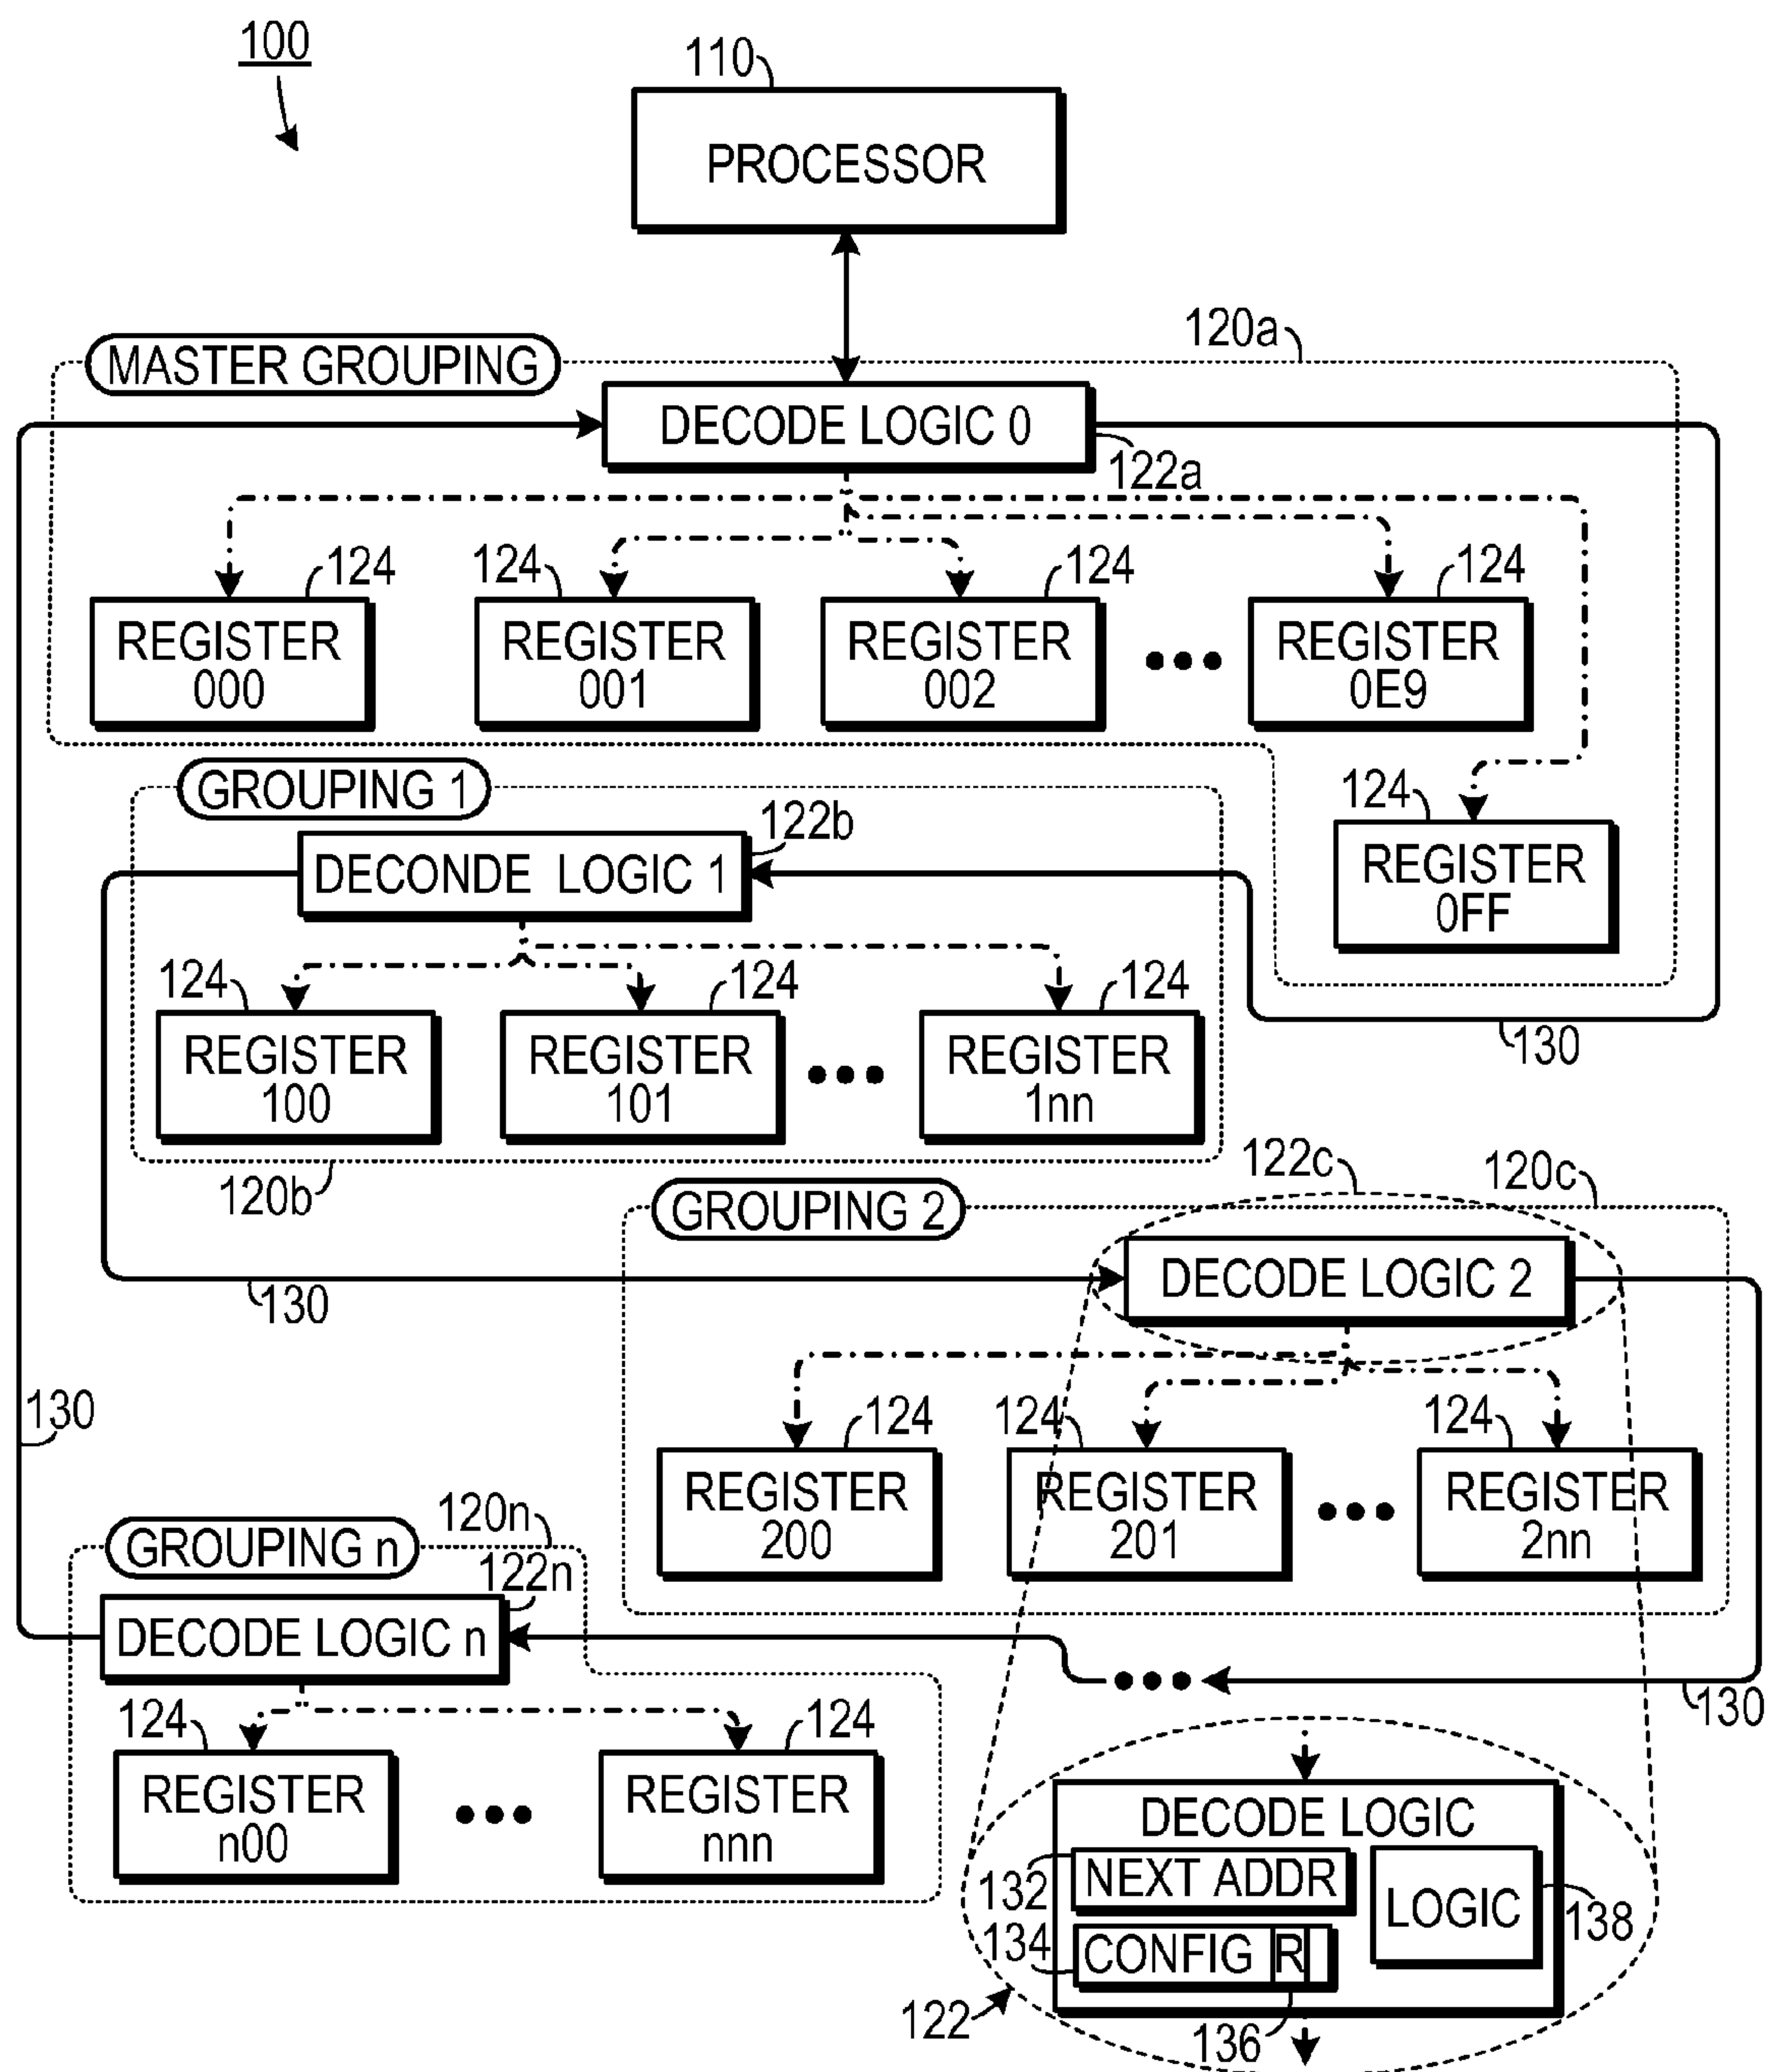 100
110
PROCESSOR
120a
MASTER GROUPING
DECODE LOGIC 0
122a
124
124
124
124
REGISTER
000
REGISTER
001
REGISTER
002
REGISTER
0E9
GROUPING 1
124
REGISTER
0FF
122b
DECONDE LOGIC 1
124
124
124
130
REGISTER
100
REGISTER
101
REGISTER
1nn
120b
122c
120c
GROUPING 2
DECODE LOGIC 2
130
130
124
124
124
REGISTER
200
REGISTER
201
REGISTER
2nn
120n
GROUPING n
122n
DECODE LOGIC n
130
124
124
REGISTER
n00
REGISTER
nnn
DECODE LOGIC
132
NEXT ADDR
LOGIC
138
134
CONFIG R
122
136